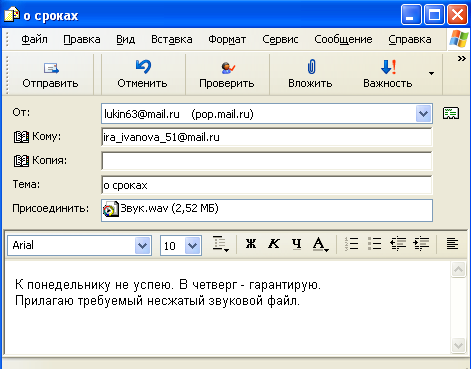 о сроках
Файл Правка Вид Вставка Формат Сервис Сообщение Справка
Отправить Отменить Проверить Вложить Важность »
От: lukin63@mail.ru (pop.mail.ru)
Кому: ira_ivanova_51@mail.ru
Копия:
Тема: о сроках
Присоединить: Звук.wav (2,52 МБ)
Arial 10 Ж К Ч A
К понедельнику не успею. В четверг - гарантирую.
Прилагаю требуемый несжатый звуковой файл.